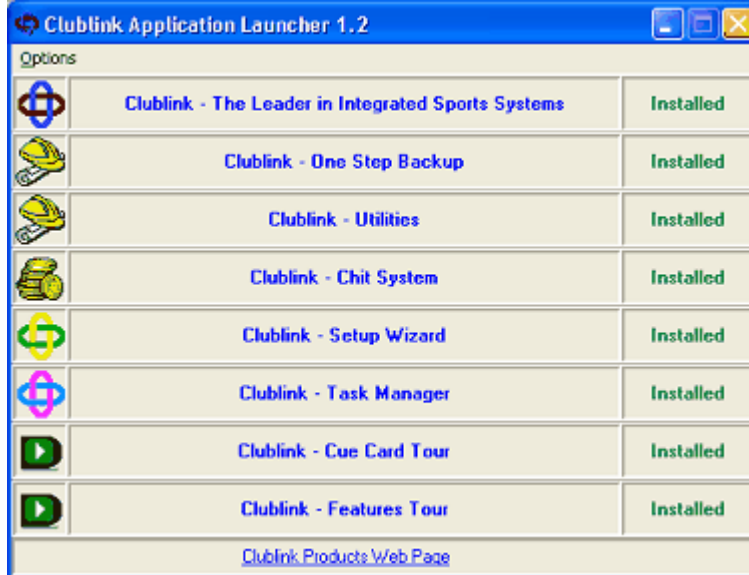 Clublink Application Launcher 1.2
Options
Clublink - The Leader in Integrated Sports Systems Installed
Clublink - One Step Backup Installed
Clublink - Utilities Installed
Clublink - Chit System Installed
Clublink - Setup Wizard Installed
Clublink - Task Manager Installed
Clublink - Cue Card Tour Installed
Clublink - Features Tour Installed
Clublink Products Web Page